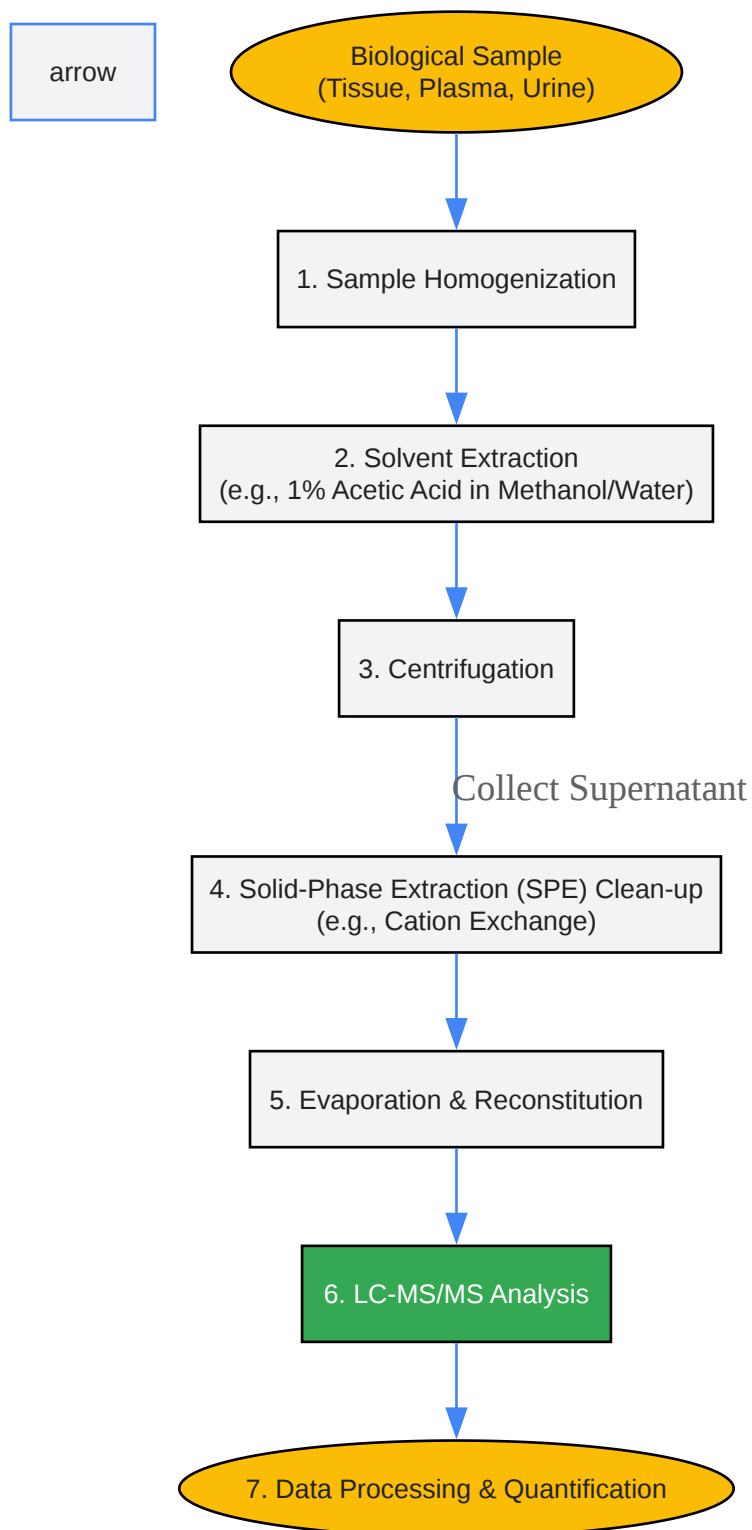 arrow
Biological Sample
(Tissue, Plasma, Urine)
1. Sample Homogenization
2. Solvent Extraction
(e.g., 1% Acetic Acid in Methanol/Water)
3. Centrifugation
Collect Supernatant
4. Solid-Phase Extraction (SPE) Clean-up
(e.g., Cation Exchange)
5. Evaporation & Reconstitution
6. LC-MS/MS Analysis
7. Data Processing & Quantification